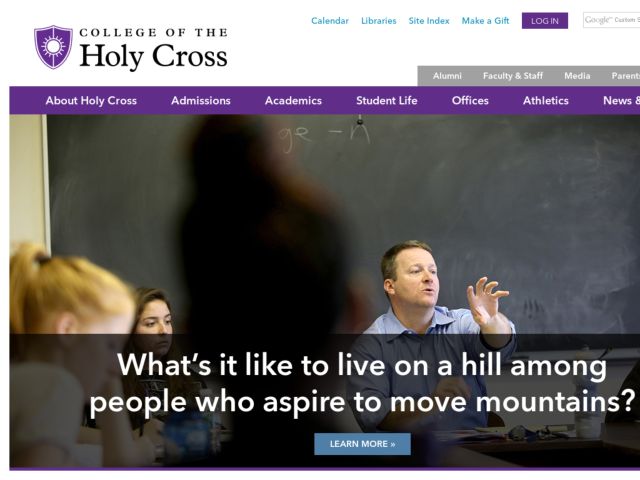 COLLEGE OF THE
Holy Cross
Calendar Libraries Site Index Make a Gift LOG IN Google™ Custom S
Alumni Faculty & Staff Media Parent
About Holy Cross Admissions Academics Student Life Offices Athletics News &
ge -n
What's it like to live on a hill among
people who aspire to move mountains?
LEARN MORE »